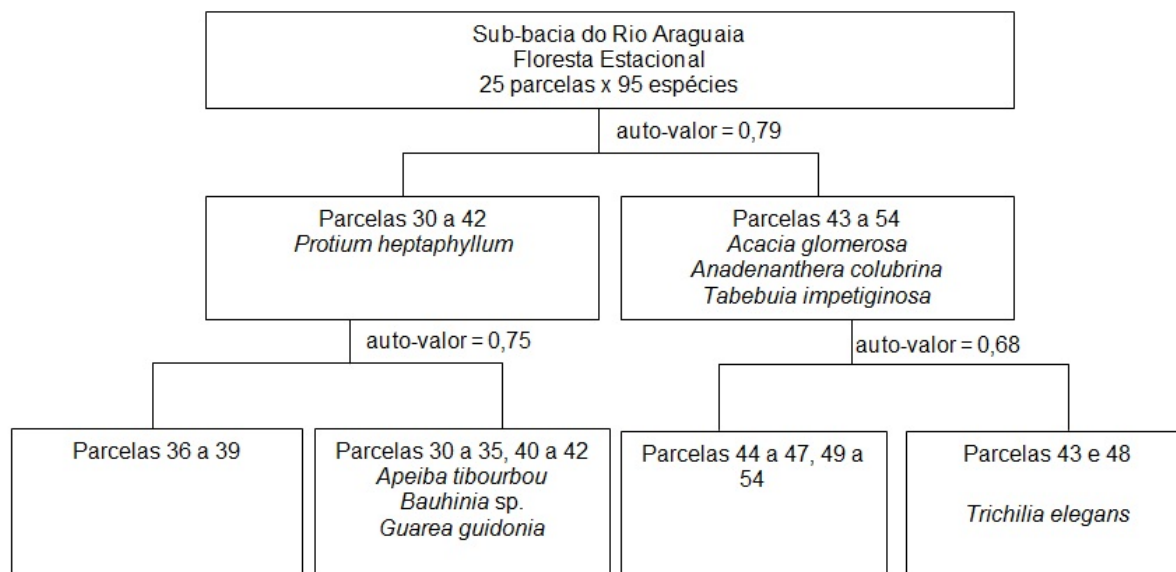 Sub-bacia do Rio Araguaia
Floresta Estacional
25 parcelas x 95 espécies
auto-valor = 0,79
Parcelas 30 a 42
Protium heptaphyllum
Parcelas 43 a 54
Acacia glomerosa
Anadenanthera colubrina
Tabebuia impetiginosa
auto-valor = 0,75
auto-valor = 0,68
Parcelas 36 a 39
Parcelas 30 a 35, 40 a 42
Apeiba tibourbou
Bauhinia sp.
Guarea guidonia
Parcelas 44 a 47, 49 a
54
Parcelas 43 e 48
Trichilia elegans